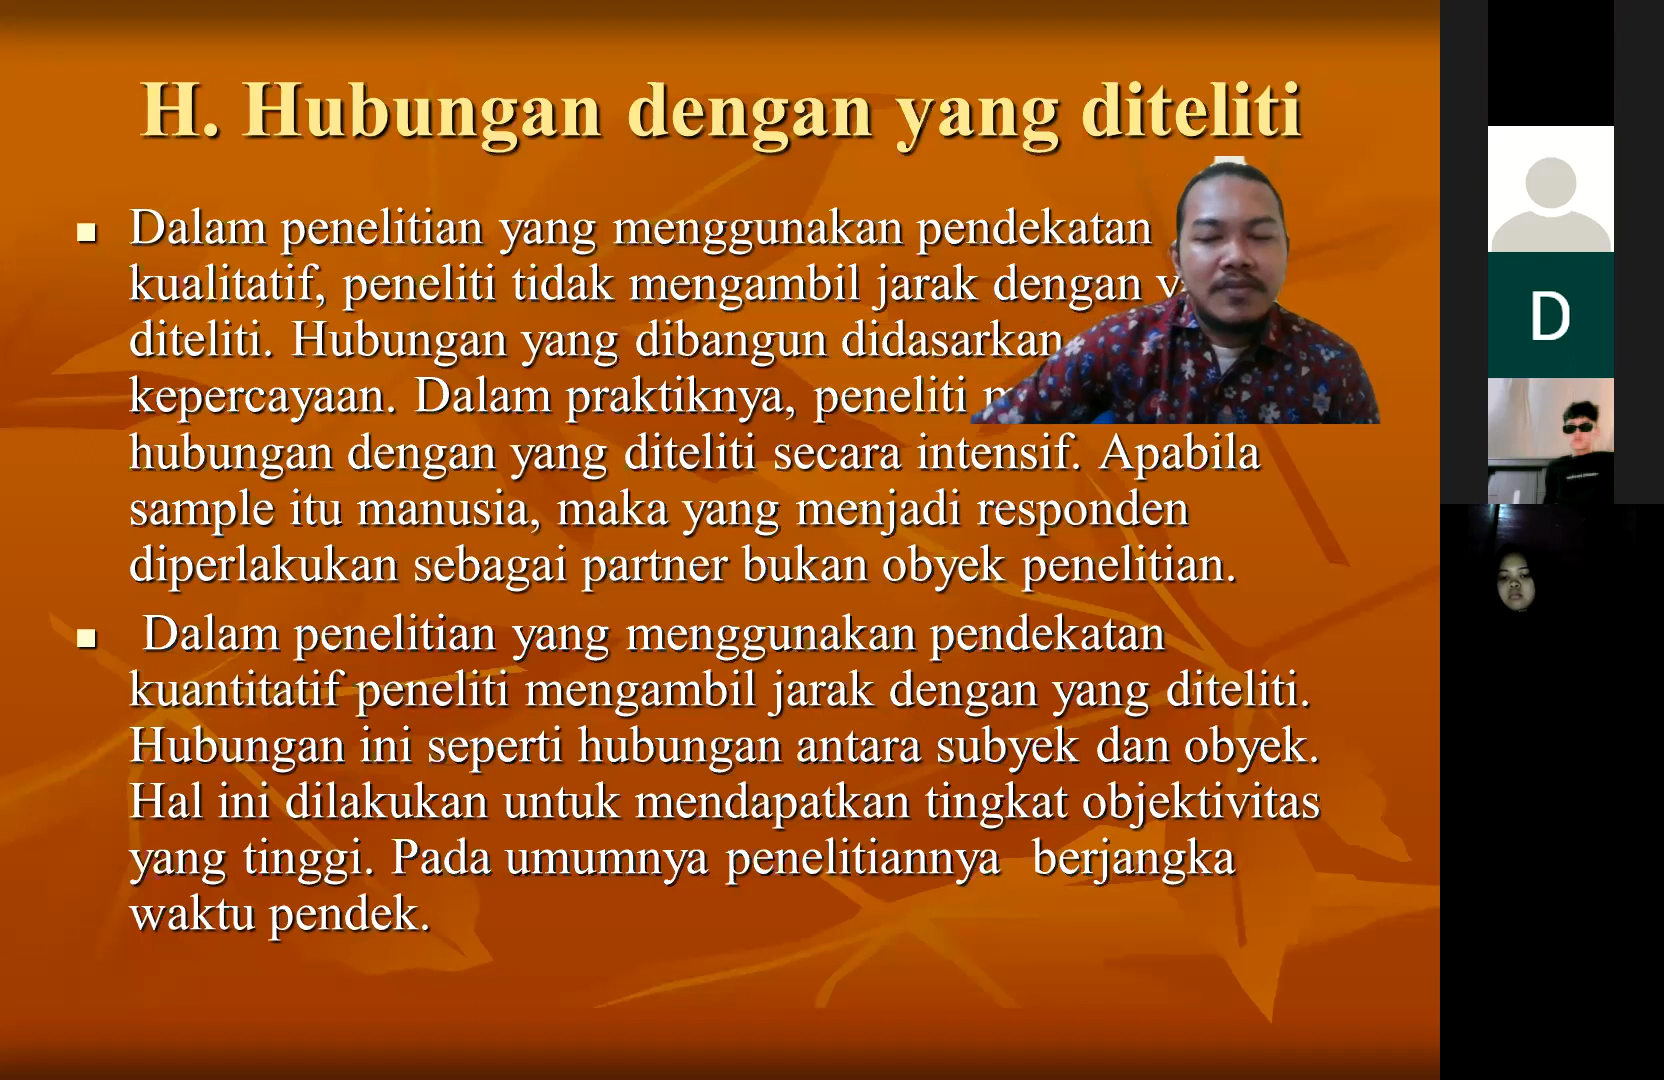 H. Hubungan dengan yang diteliti
Dalam penelitian yang menggunakan pendekatan
kualitatif, peneliti tidak mengambil jarak dengan
diteliti. Hubungan yang dibangun didasarkan
kepercayaan. Dalam praktiknya, peneliti
hubungan dengan yang diteliti secara intensif. Apabila
sample itu manusia, maka yang menjadi responden
diperlakukan sebagai partner bukan obyek penelitian.
Dalam penelitian yang menggunakan pendekatan
kuantitatif peneliti mengambil jarak dengan yang diteliti.
Hubungan ini seperti hubungan antara subyek dan obyek.
Hal ini dilakukan untuk mendapatkan tingkat objektivitas
yang tinggi. Pada umumnya penelitiannya berjangka
waktu pendek.
D